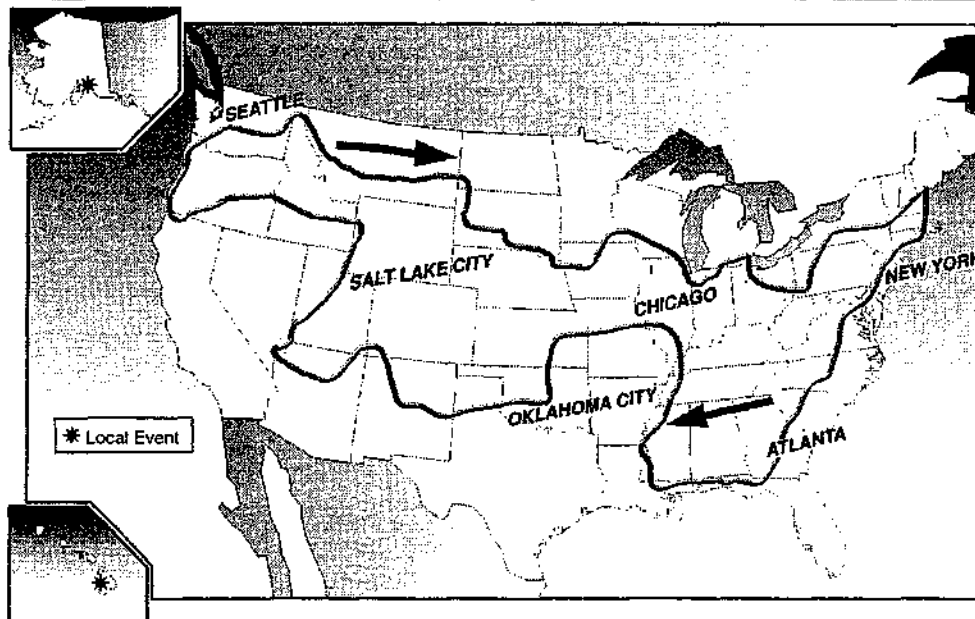 SEATTLE
SALT LAKE CITY
CHICAGO
NEW YORK
OKLAHOMA CITY
ATLANTA
* Local Event